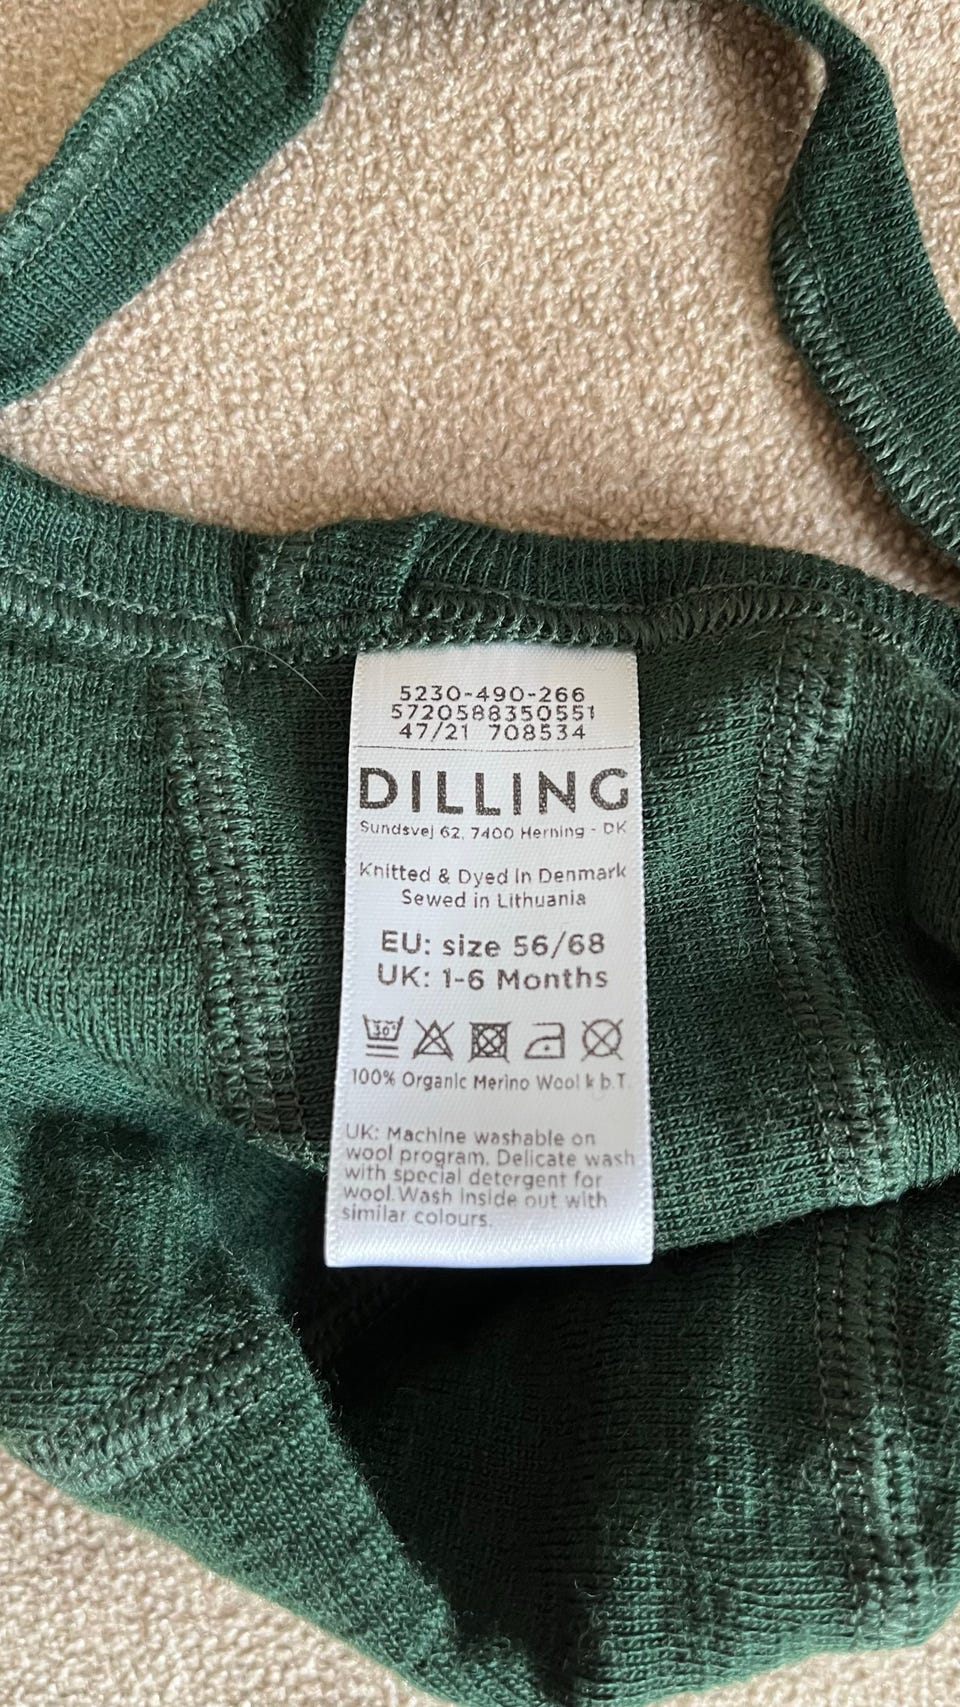 5230-490-266
5720588350551
47/21 708534
DILLING
Sundsvej 62, 7400 Herning - DK
Knitted & Dyed in Denmark
Sewed in Lithuania
EU: size 56/68
UK: 1-6 Months
30°
100% Organic Merino Wool k.b.T.
UK: Machine washable on
wool program. Delicate wash
with special detergent for
wool. Wash inside out with
similar colours.